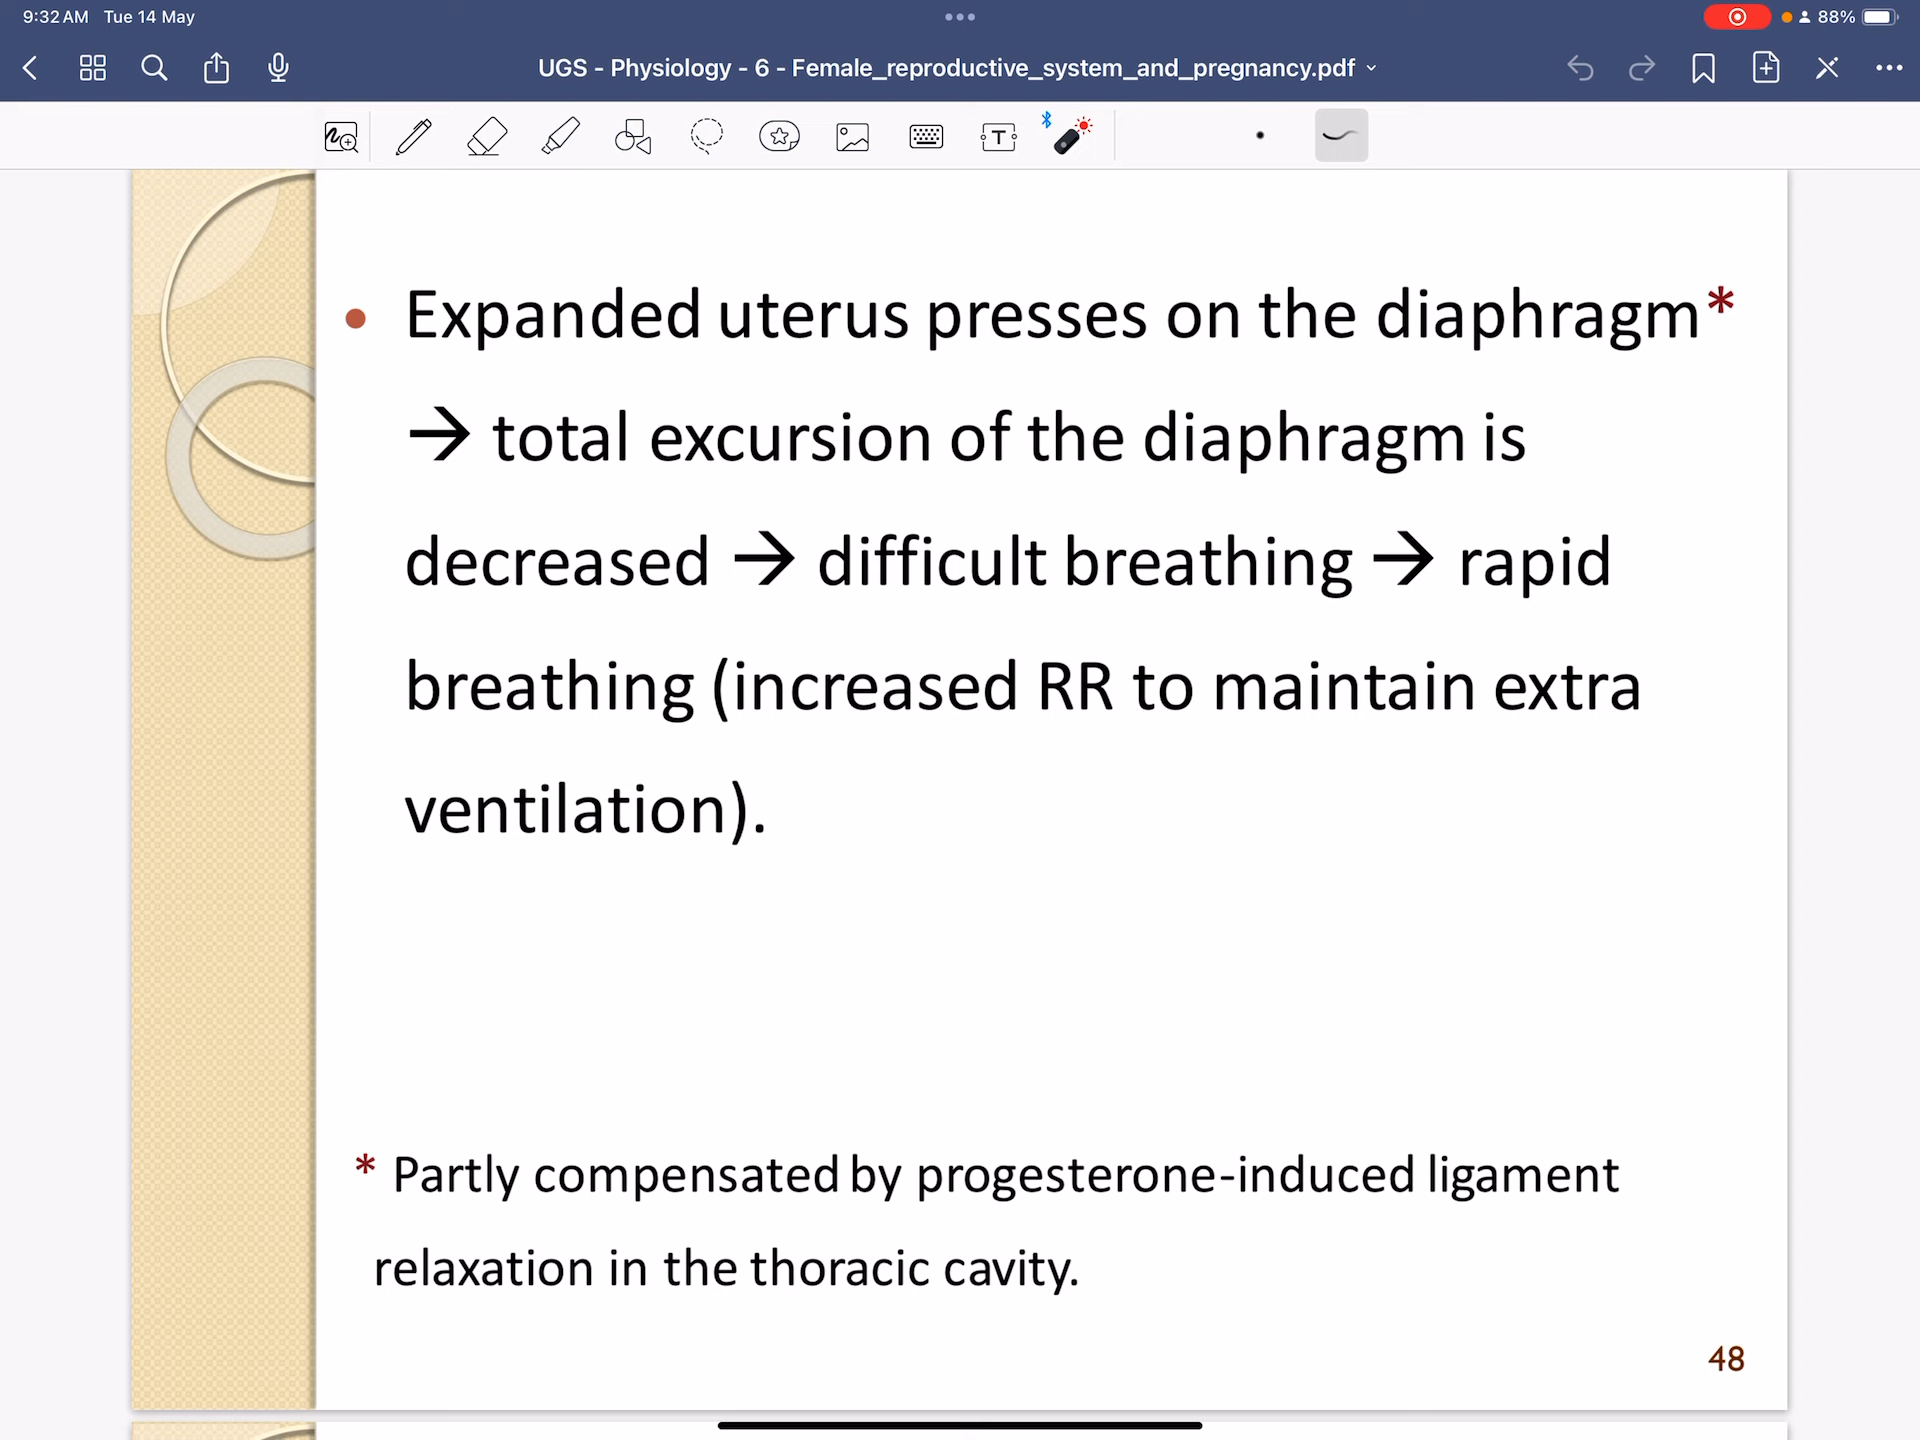 9:32 AM Tue 14 May
88%
UGS - Physiology - 6 - Female_reproductive_system_and_pregnancy.pdf
T
• Expanded uterus presses on the diaphragm*
→ total excursion of the diaphragm is
decreased → difficult breathing → rapid
breathing (increased RR to maintain extra
ventilation).
* Partly compensated by progesterone-induced ligament
relaxation in the thoracic cavity.
48